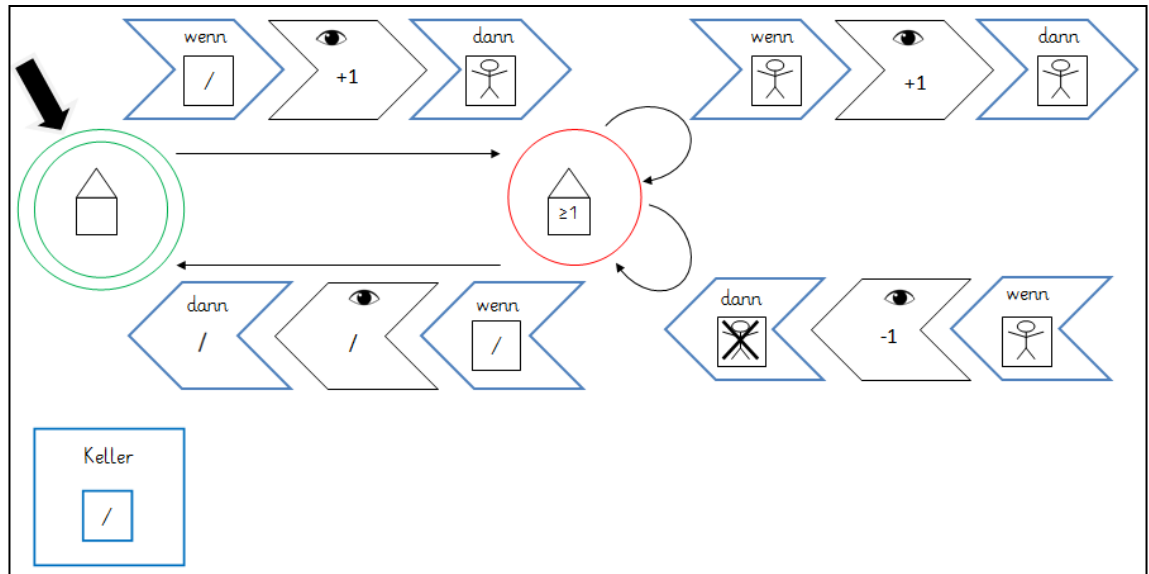 wenn
/
+1
dann
wenn
+1
dann
≥1
dann
/
/
wenn
/
dann
-1
wenn
Keller
/